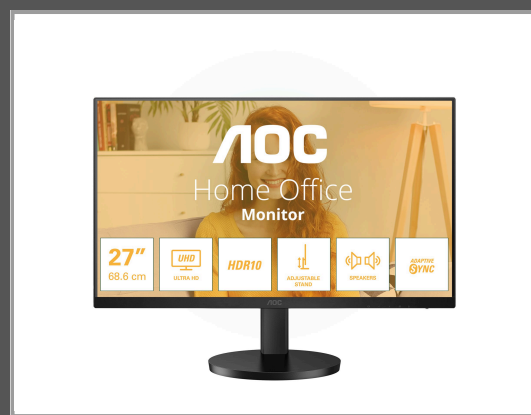 AOC
Home Office
Monitor
27"
68.6 cm
UHD
ULTRA HD
HDR10
ADJUSTABLE
STAND
SPEAKERS
ADAPTIVE
SYNC
AOC